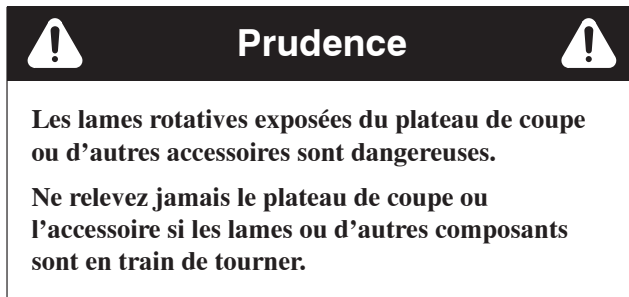 Prudence
Les lames rotatives exposées du plateau de coupe
ou d’autres accessoires sont dangereuses.
Ne relevez jamais le plateau de coupe ou
l’accessoire si les lames ou d’autres composants
sont en train de tourner.